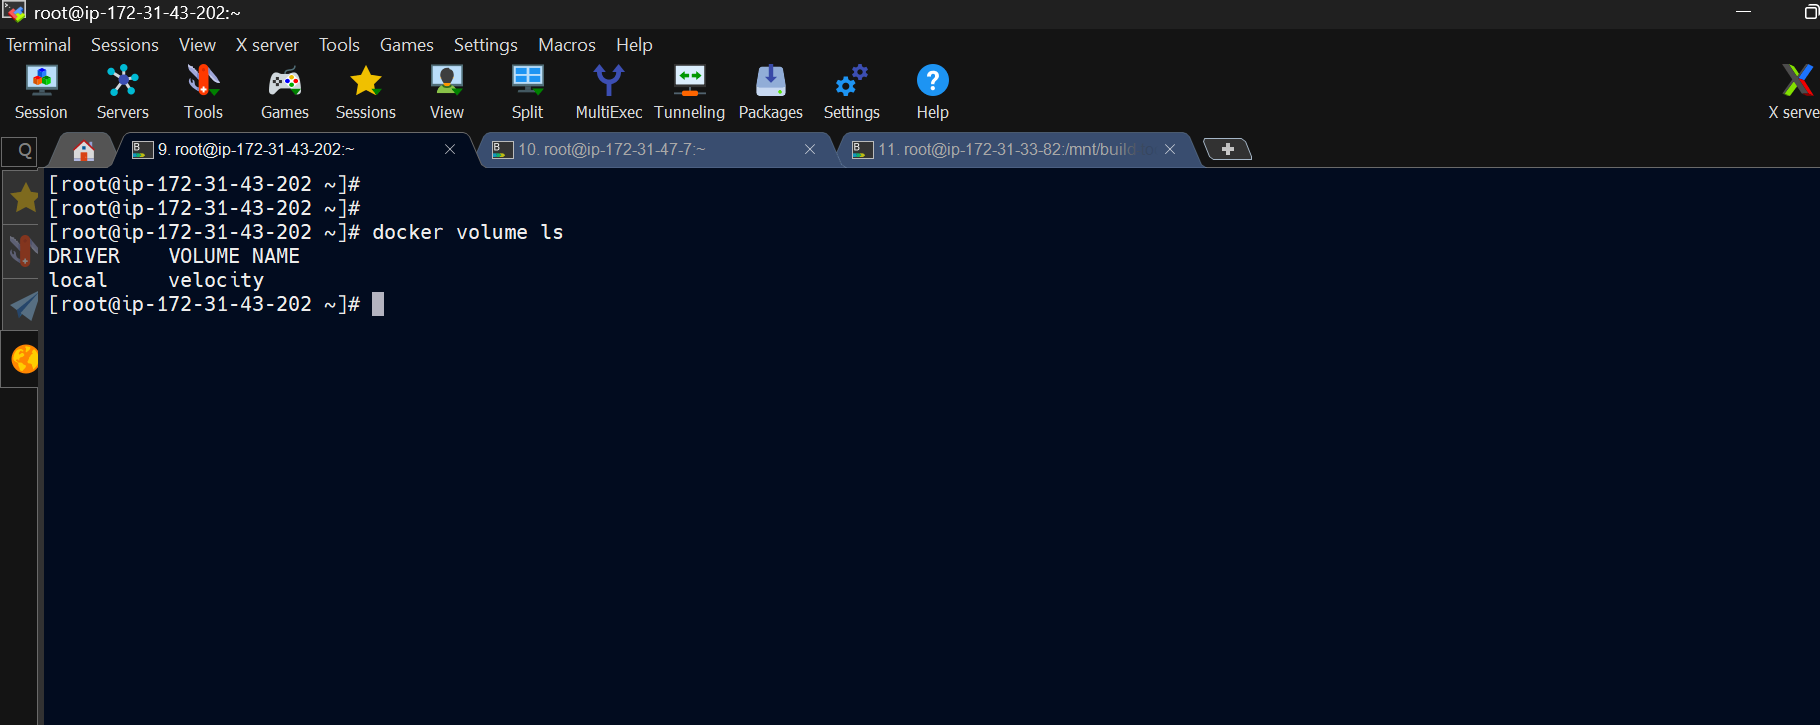 root@ip-172-31-43-202:~
Terminal Sessions View X server Tools Games Settings Macros Help
Session Servers Tools Games Sessions View Split MultiExec Tunneling Packages Settings Help X serve
9. root@ip-172-31-43-202:~ 10. root@ip-172-31-47-7:~ 11. root@ip-172-31-33-82:/mnt/build
[root@ip-172-31-43-202 ~]#
[root@ip-172-31-43-202 ~]#
[root@ip-172-31-43-202 ~]# docker volume ls
DRIVER    VOLUME NAME
local     velocity
[root@ip-172-31-43-202 ~]#